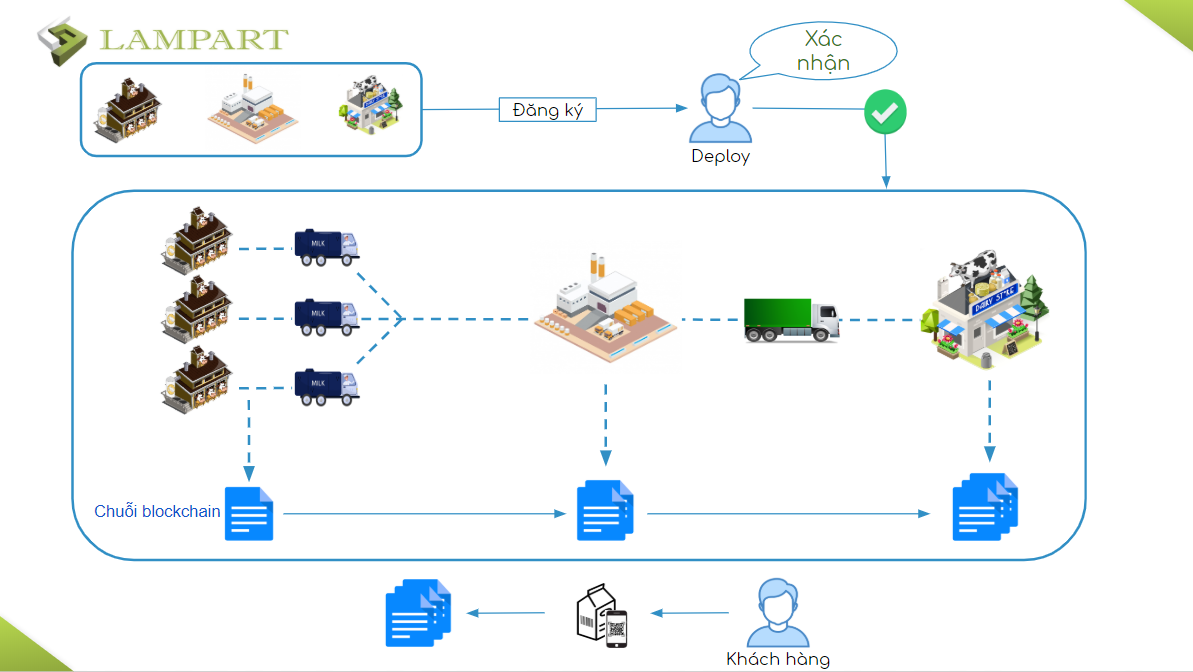 LAMPART
Xác
nhận
Đăng ký
Deploy
MILK
MILK
MILK
DAIRY STYLE
Chuỗi blockchain
Khách hàng